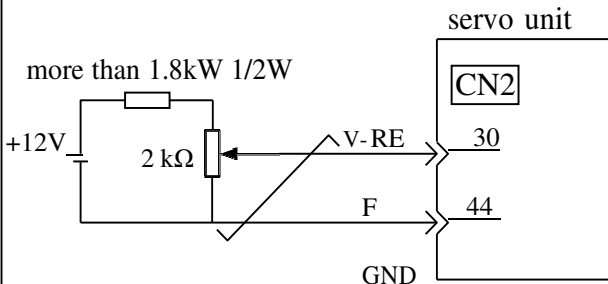 servo unit
more than 1.8kW 1/2W
CN2
+12V
V-RE
30
2 kΩ
F
44
GND